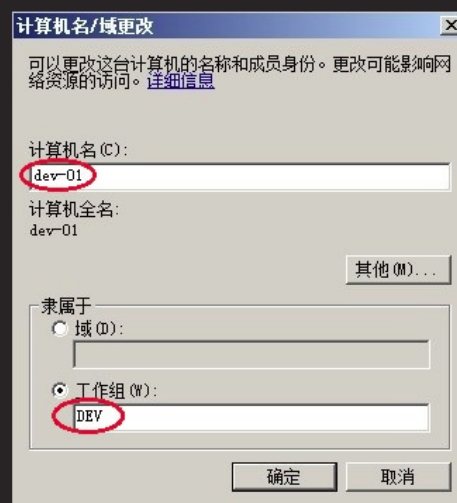 计算机名/域更改
可以更改这台计算机的名称和成员身份。更改可能影响网
络资源的访问。详细信息
计算机名(C):
dev-01
计算机全名:
dev-01
其他(M)...
隶属于
域(D):
工作组(W):
DEV
确定
取消